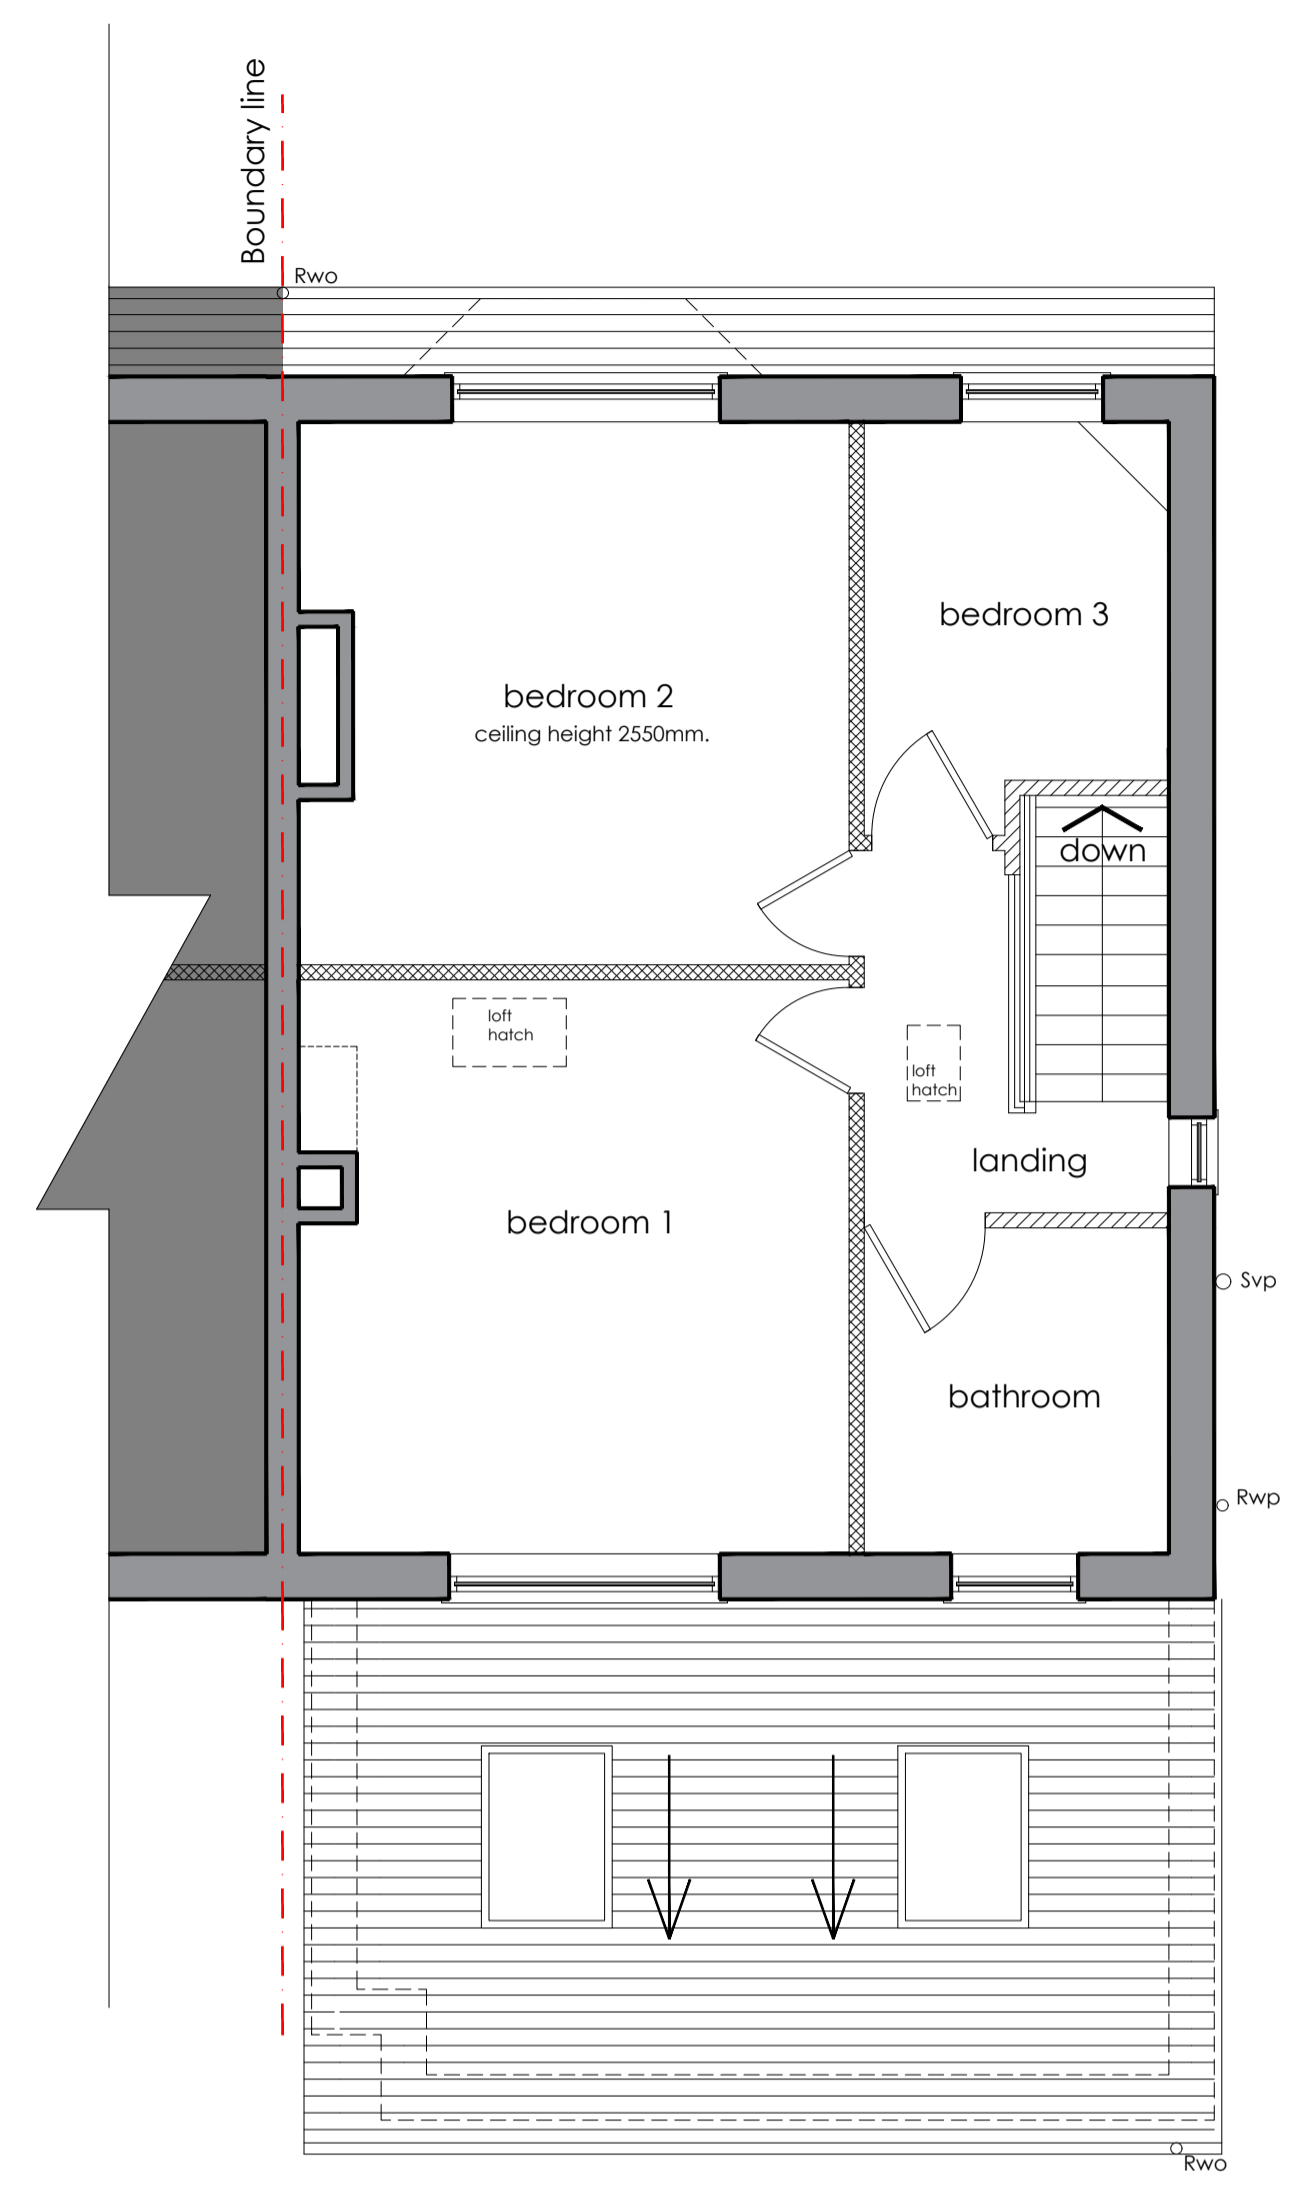 Boundary line
Rwo
bedroom 3
bedroom 2
ceiling height 2550mm.
down
loft
hatch
loft
hatch
landing
bedroom 1
Svp
bathroom
Rwp
Rwo